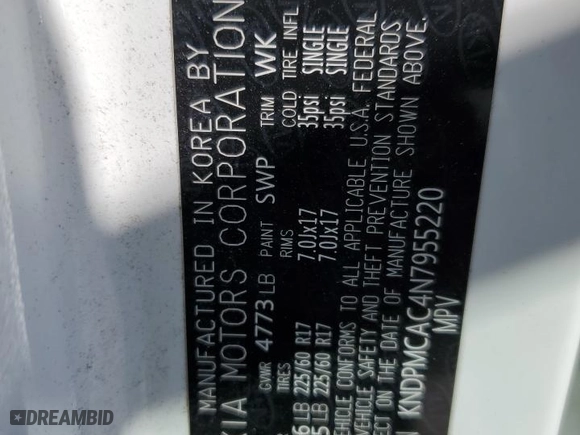 MANUFACTURED IN KOREA BY
KIA MOTORS CORPORATION
GVWR 4773 LB PAINT SWP TRIM WK
TIRES RIMS COLD TIRE INFL
LB 225/60 R17 7.0Jx17 35psi SINGLE
LB 225/60 R17 7.0Jx17 35psi SINGLE
VEHICLE CONFORMS TO ALL APPLICABLE U.S.A. FEDERAL
VEHICLE SAFETY AND THEFT PREVENTION STANDARDS
ON THE DATE OF MANUFACTURE SHOWN ABOVE.
KNDPMCAC4N7955220
MPV
DREAMBID